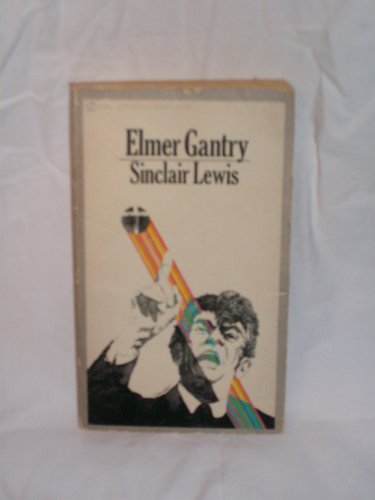 Elmer Gantry
Sinclair Lewis